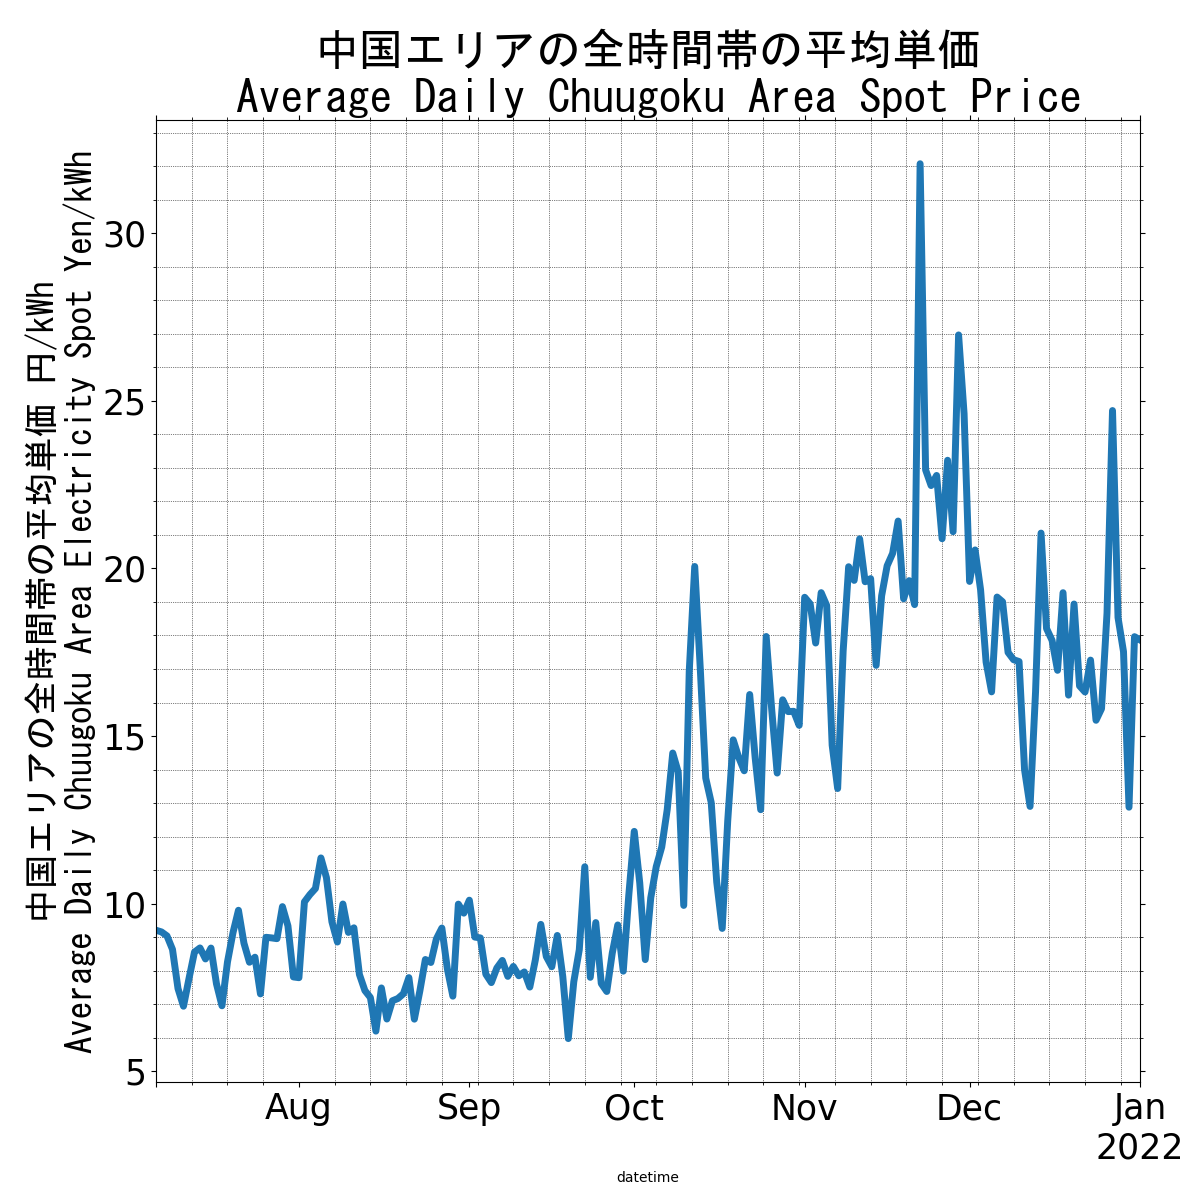 中国エリアの全時間帯の平均単価
Average Daily Chuugoku Area Spot Price
中国エリアの全時間帯の平均単価 円/kWh
Average Daily Chuugoku Area Electricity Spot Yen/kWh
30
25
20
15
10
5
Aug
Sep
Oct
Nov
Dec
Jan
2022
datetime